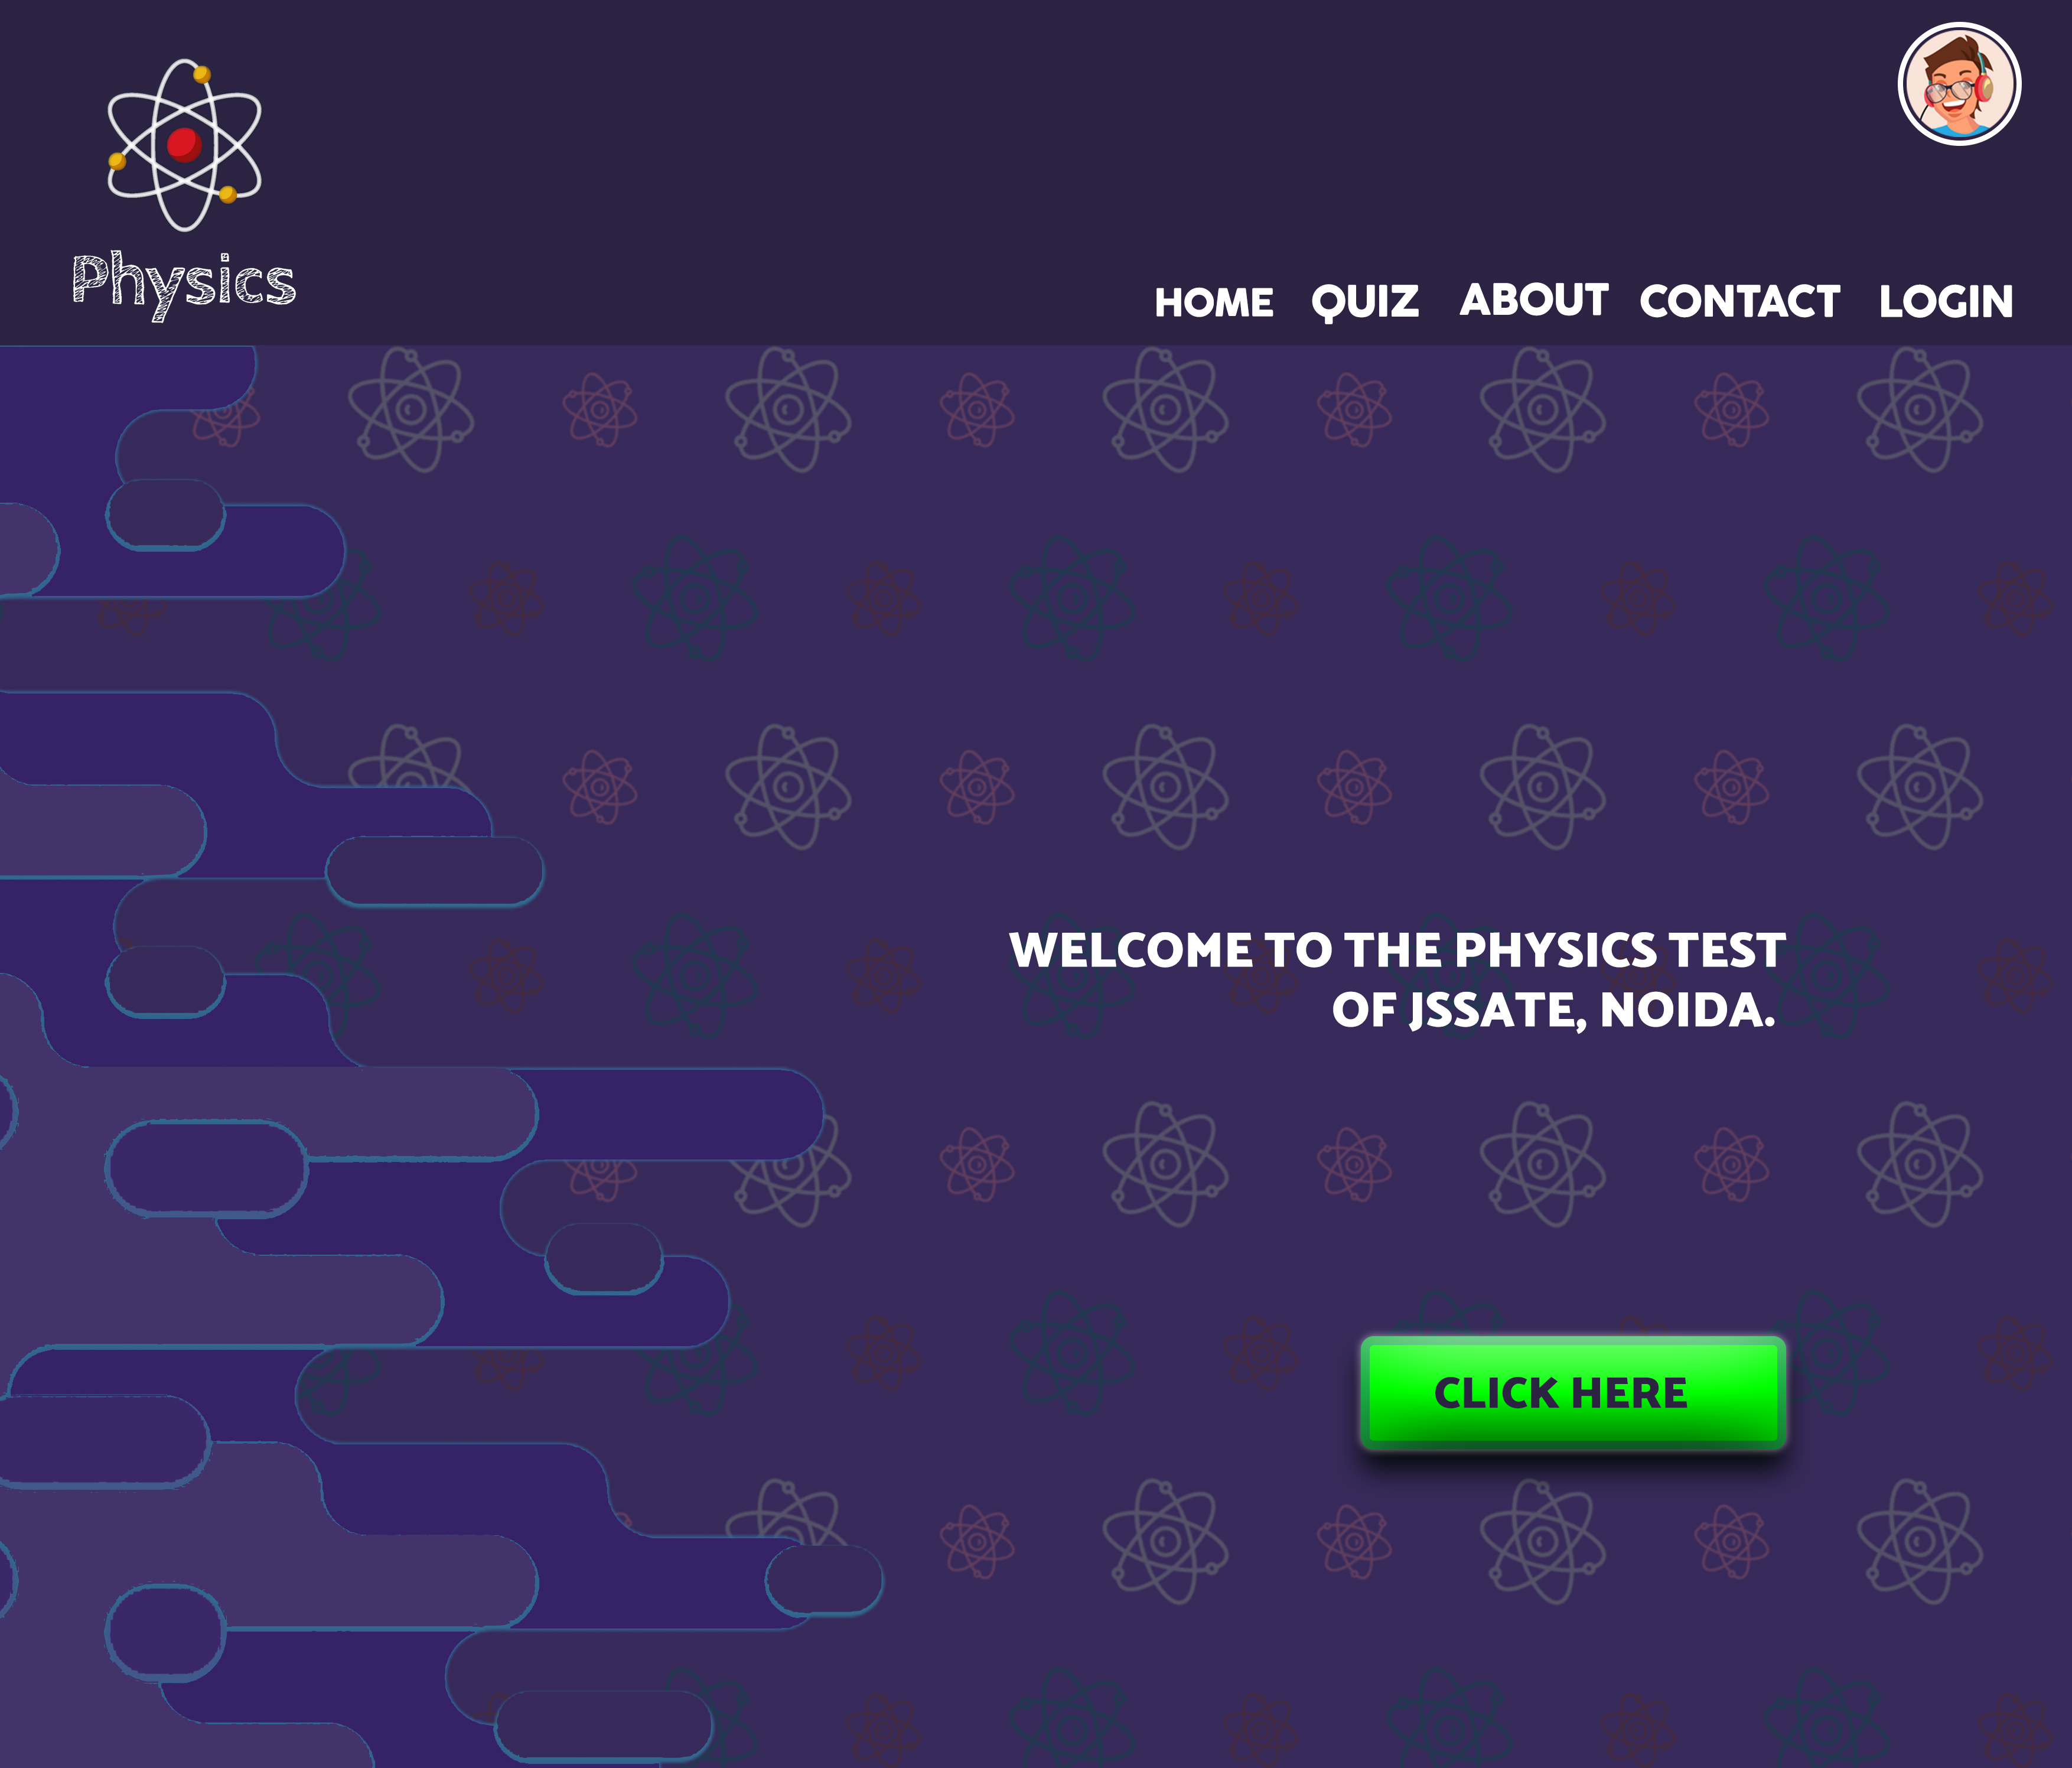 Physics
HOME QUIZ ABOUT CONTACT LOGIN
WELCOME TO THE PHYSICS TEST
OF JSSATE, NOIDA.
CLICK HERE